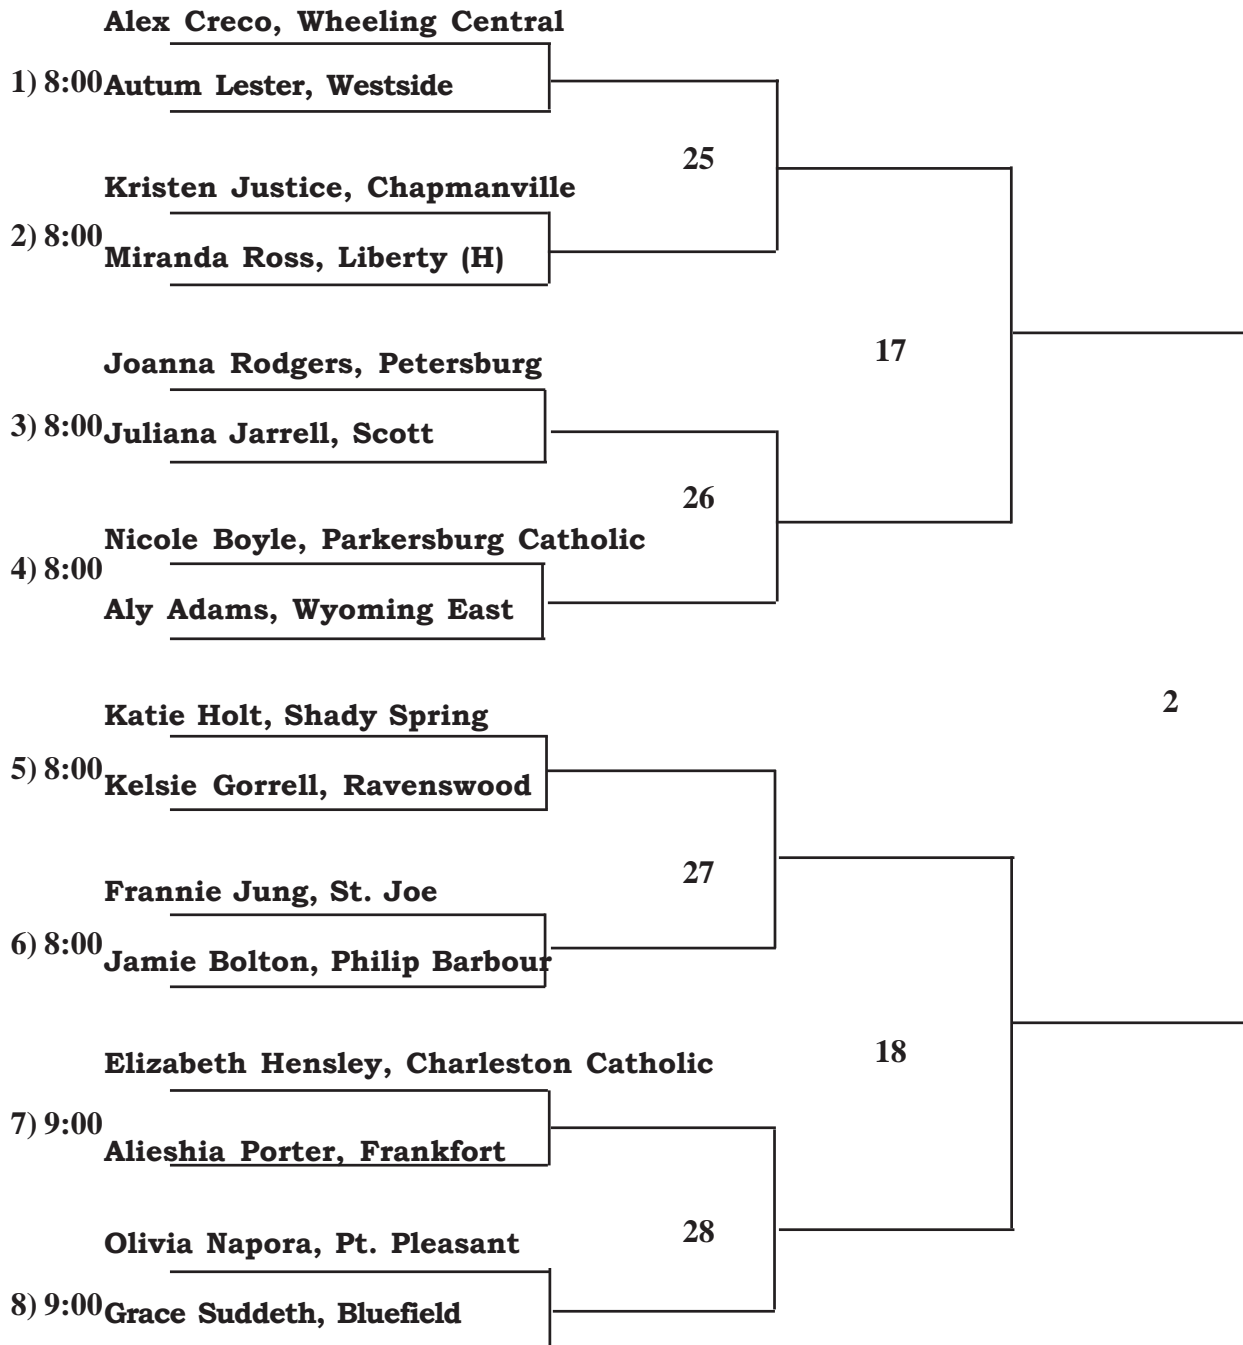 Alex Creco, Wheeling Central
1) 8:00 Autum Lester, Westside
25
Kristen Justice, Chapmanville
2) 8:00
Miranda Ross, Liberty (H)
17
Joanna Rodgers, Petersburg
3) 8:00 Juliana Jarrell, Scott
26
Nicole Boyle, Parkersburg Catholic
4) 8:00
Aly Adams, Wyoming East
2
Katie Holt, Shady Spring
5) 8:00 Kelsie Gorrell, Ravenswood
27
Frannie Jung, St. Joe
6) 8:00 Jamie Bolton, Philip Barbour
18
Elizabeth Hensley, Charleston Catholic
7) 9:00
Alieshia Porter, Frankfort
28
Olivia Napora, Pt. Pleasant
8) 9:00 Grace Suddeth, Bluefield